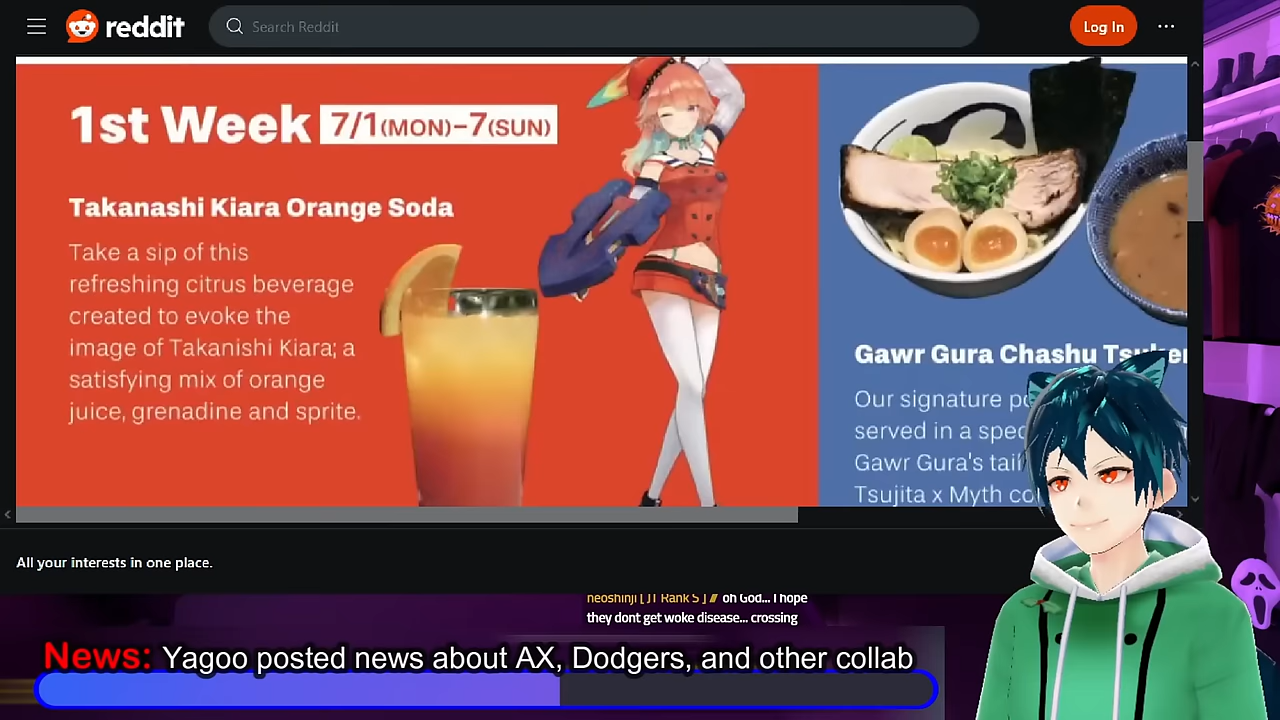 reddit
Search Reddit
Log In
1st Week 7/1(MON)-7(SUN)
Takanashi Kiara Orange Soda
Take a sip of this
refreshing citrus beverage
created to evoke the
image of Takanishi Kiara; a
satisfying mix of orange
juice, grenadine and sprite.
Gawr Gura Chashu
Our signature
served in a
Gawr Gura's
Tsujita x Myth
All your interests in one place.
neoshinji [ JT Rank S ] // oh God... I hope
they dont get woke disease... crossing
News: Yagoo posted news about AX, Dodgers, and other collab